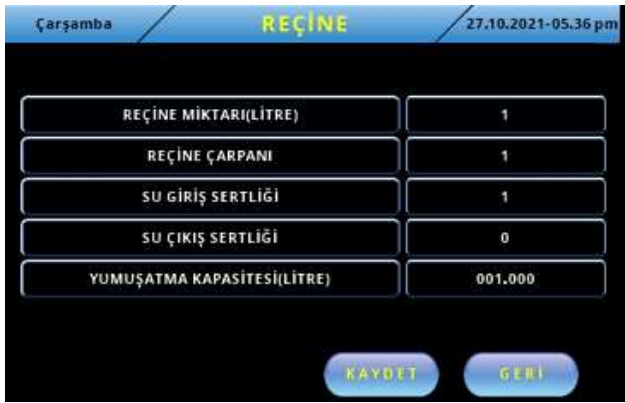 Çarşamba REÇİNE 27.10.2021-05.36 pm
REÇİNE MİKTARI(LİTRE) 1
REÇİNE ÇARPANI 1
SU GİRİŞ SERTLİĞİ 1
SU ÇIKIŞ SERTLİĞİ 0
YUMUŞATMA KAPASİTESİ(LİTRE) 001.000
KAYDET GERİ